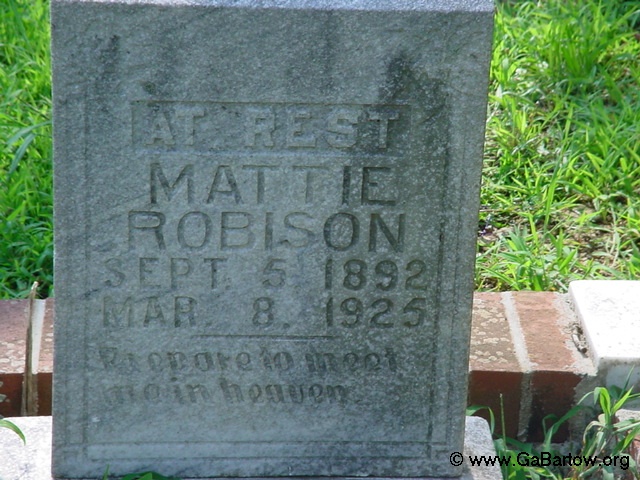 AT REST
MATTIE
ROBISON
SEPT. 5. 1892
MAR. 8. 1925
Prepare to meet
me in heaven
© www.GaBartow.org